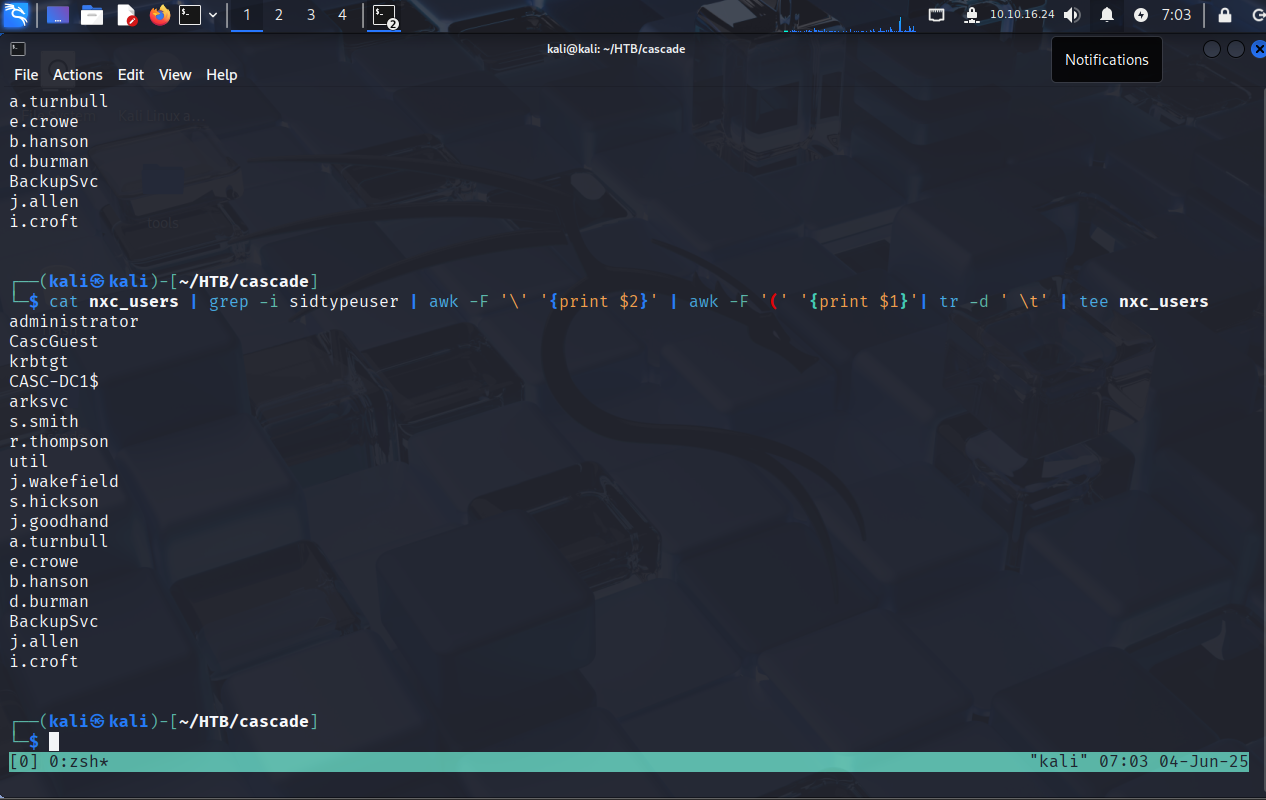 1 2 3 4 2 10.10.16.24 7:03
kali@kali: ~/HTB/cascade
Notifications
File Actions Edit View Help
a.turnbull
e.crowe
b.hanson
d.burman
BackupSvc
j.allen
i.croft
tools
┌──(kali㉿kali)-[~/HTB/cascade]
└─$ cat nxc_users | grep -i sidtypeuser | awk -F '\' '{print $2}' | awk -F '(' '{print $1}'| tr -d ' \t' | tee nxc_users
administrator
CascGuest
krbtgt
CASC-DC1$
arksvc
s.smith
r.thompson
util
j.wakefield
s.hickson
j.goodhand
a.turnbull
e.crowe
b.hanson
d.burman
BackupSvc
j.allen
i.croft
┌──(kali㉿kali)-[~/HTB/cascade]
└─$
[0] 0:zsh* "kali" 07:03 04-Jun-25